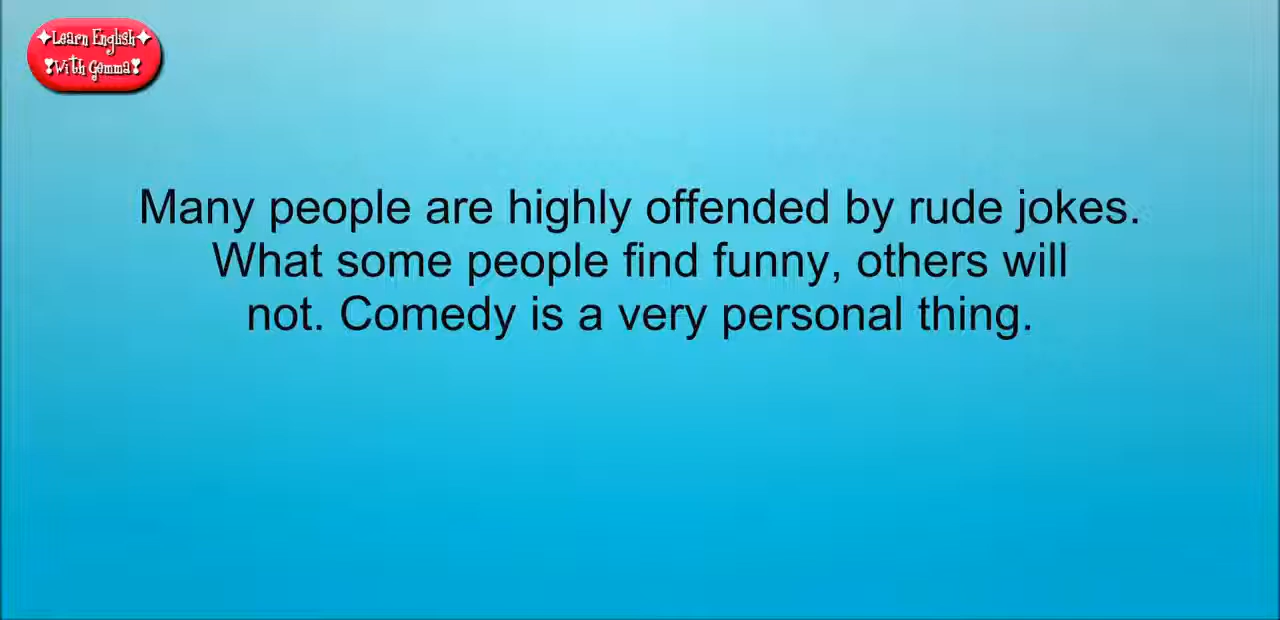 Learn English
With Gemma
Many people are highly offended by rude jokes.
What some people find funny, others will
not. Comedy is a very personal thing.